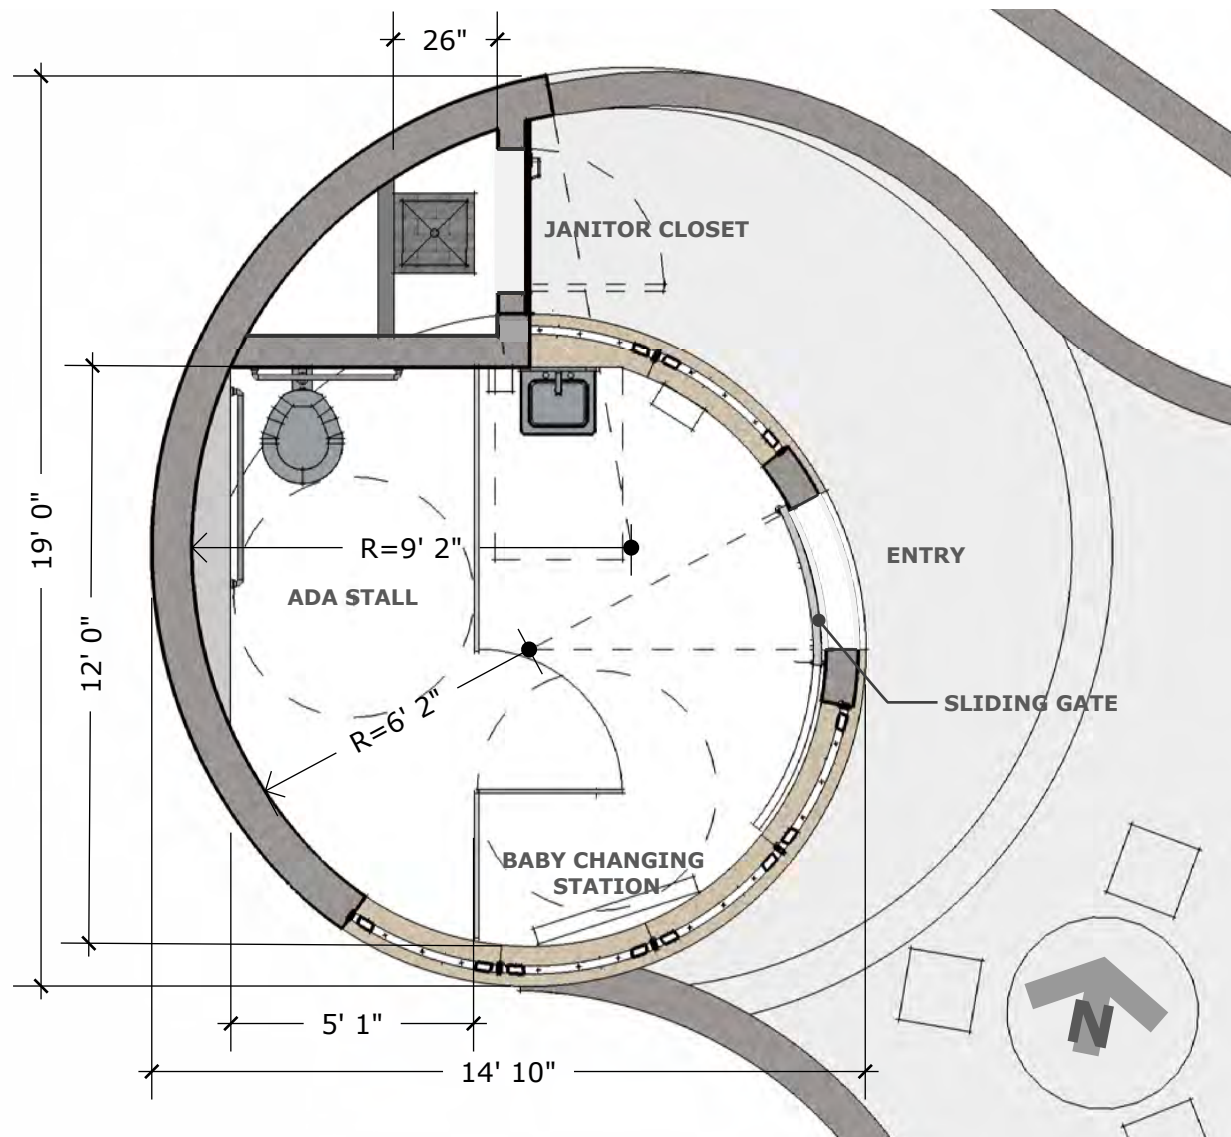 26"
JANITOR CLOSET
19' 0"
R=9' 2"
ENTRY
ADA STALL
12' 0"
R=6' 2"
SLIDING GATE
BABY CHANGING
STATION
5' 1"
N
14' 10"